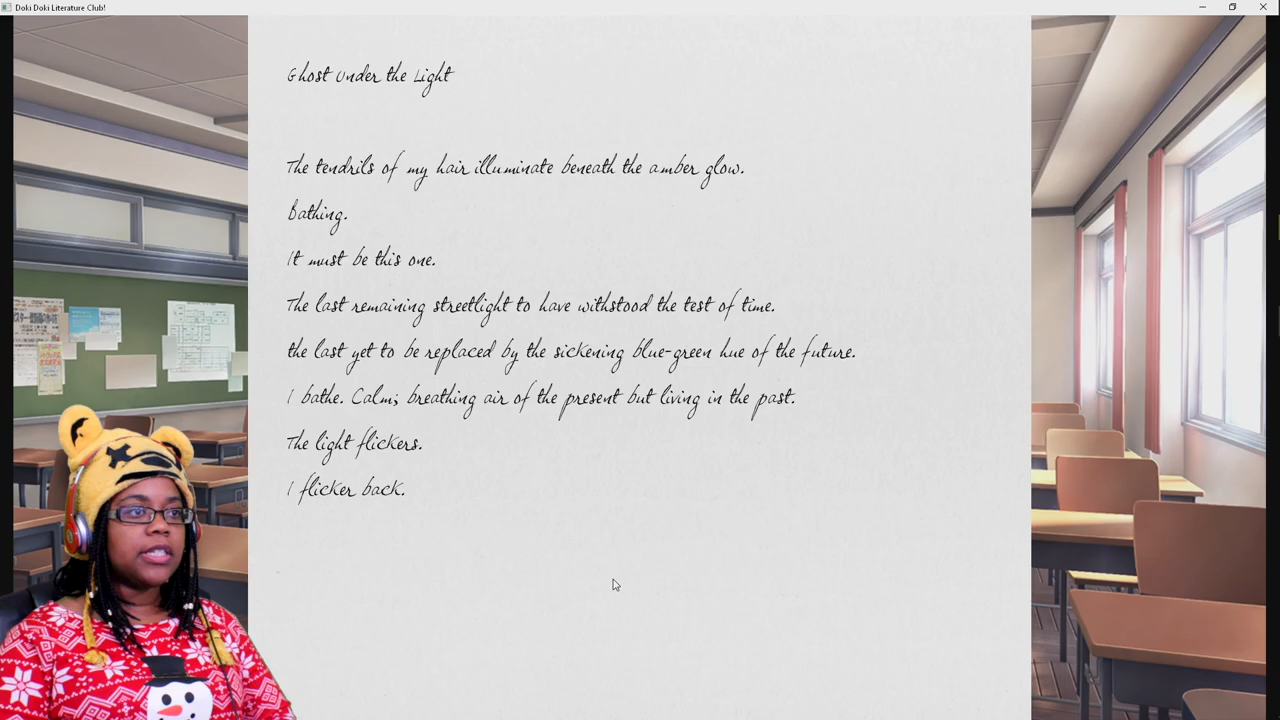 Doki Doki Literature Club!
Ghost Under the Light
The tendrils of my hair illuminate beneath the amber glow.
Bathing.
It must be this one.
The last remaining streetlight to have withstood the test of time.
the last yet to be replaced by the sickening blue-green hue of the future.
I bathe. Calm; breathing air of the present but living in the past.
The light flickers.
I flicker back.